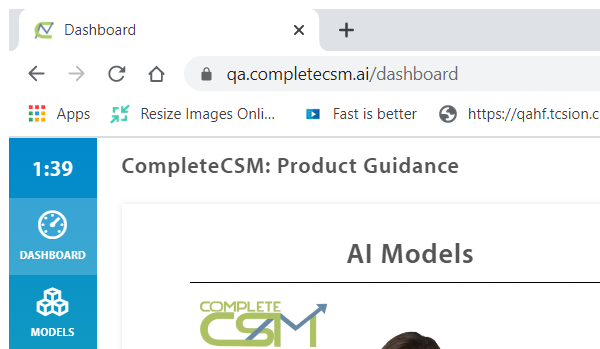 Dashboard
qa.completecsm.ai/dashboard
Apps Resize Images Onli... Fast is better https://qahf.tcsion.c
1:39
CompleteCSM: Product Guidance
DASHBOARD
AI Models
MODELS
COMPLETE
CSM